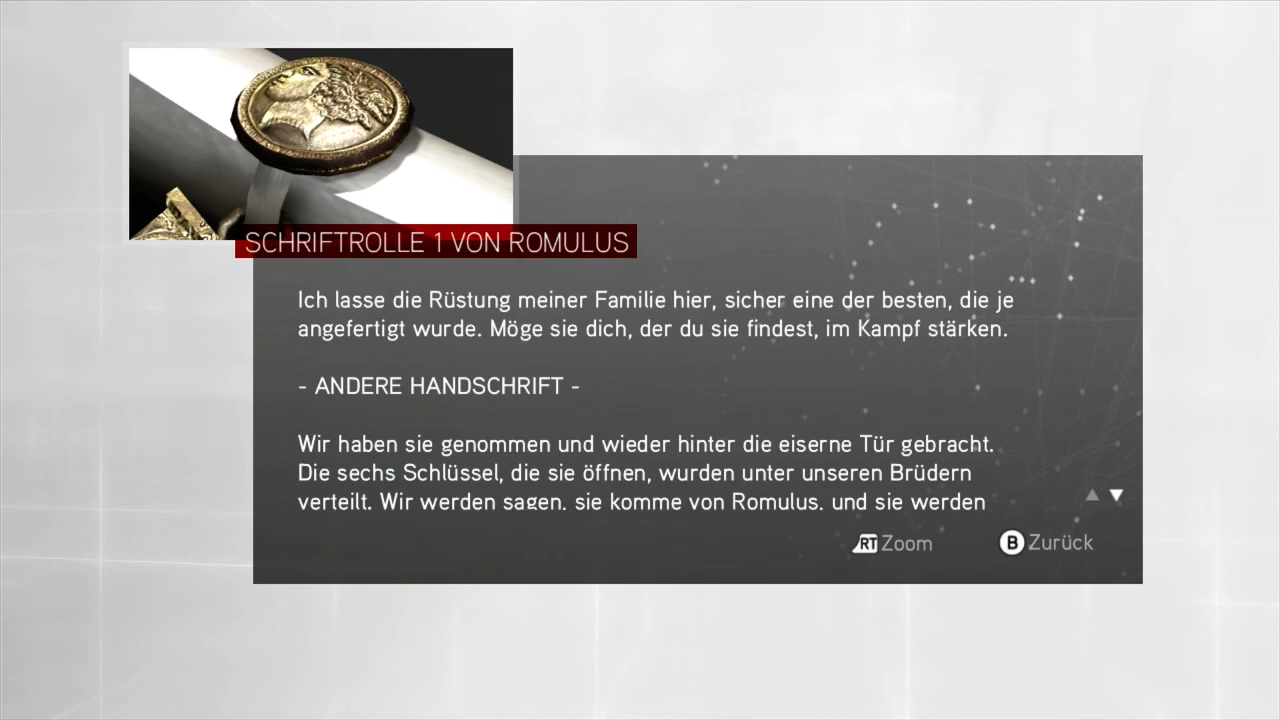 SCHRIFTROLLE 1 VON ROMULUS
Ich lasse die Rüstung meiner Familie hier, sicher eine der besten, die je
angefertigt wurde. Möge sie dich, der du sie findest, im Kampf stärken.
- ANDERE HANDSCHRIFT -
Wir haben sie genommen und wieder hinter die eiserne Tür gebracht.
Die sechs Schlüssel, die sie öffnen, wurden unter unseren Brüdern
verteilt. Wir werden sagen, sie komme von Romulus, und sie werden
RT Zoom
B Zurück